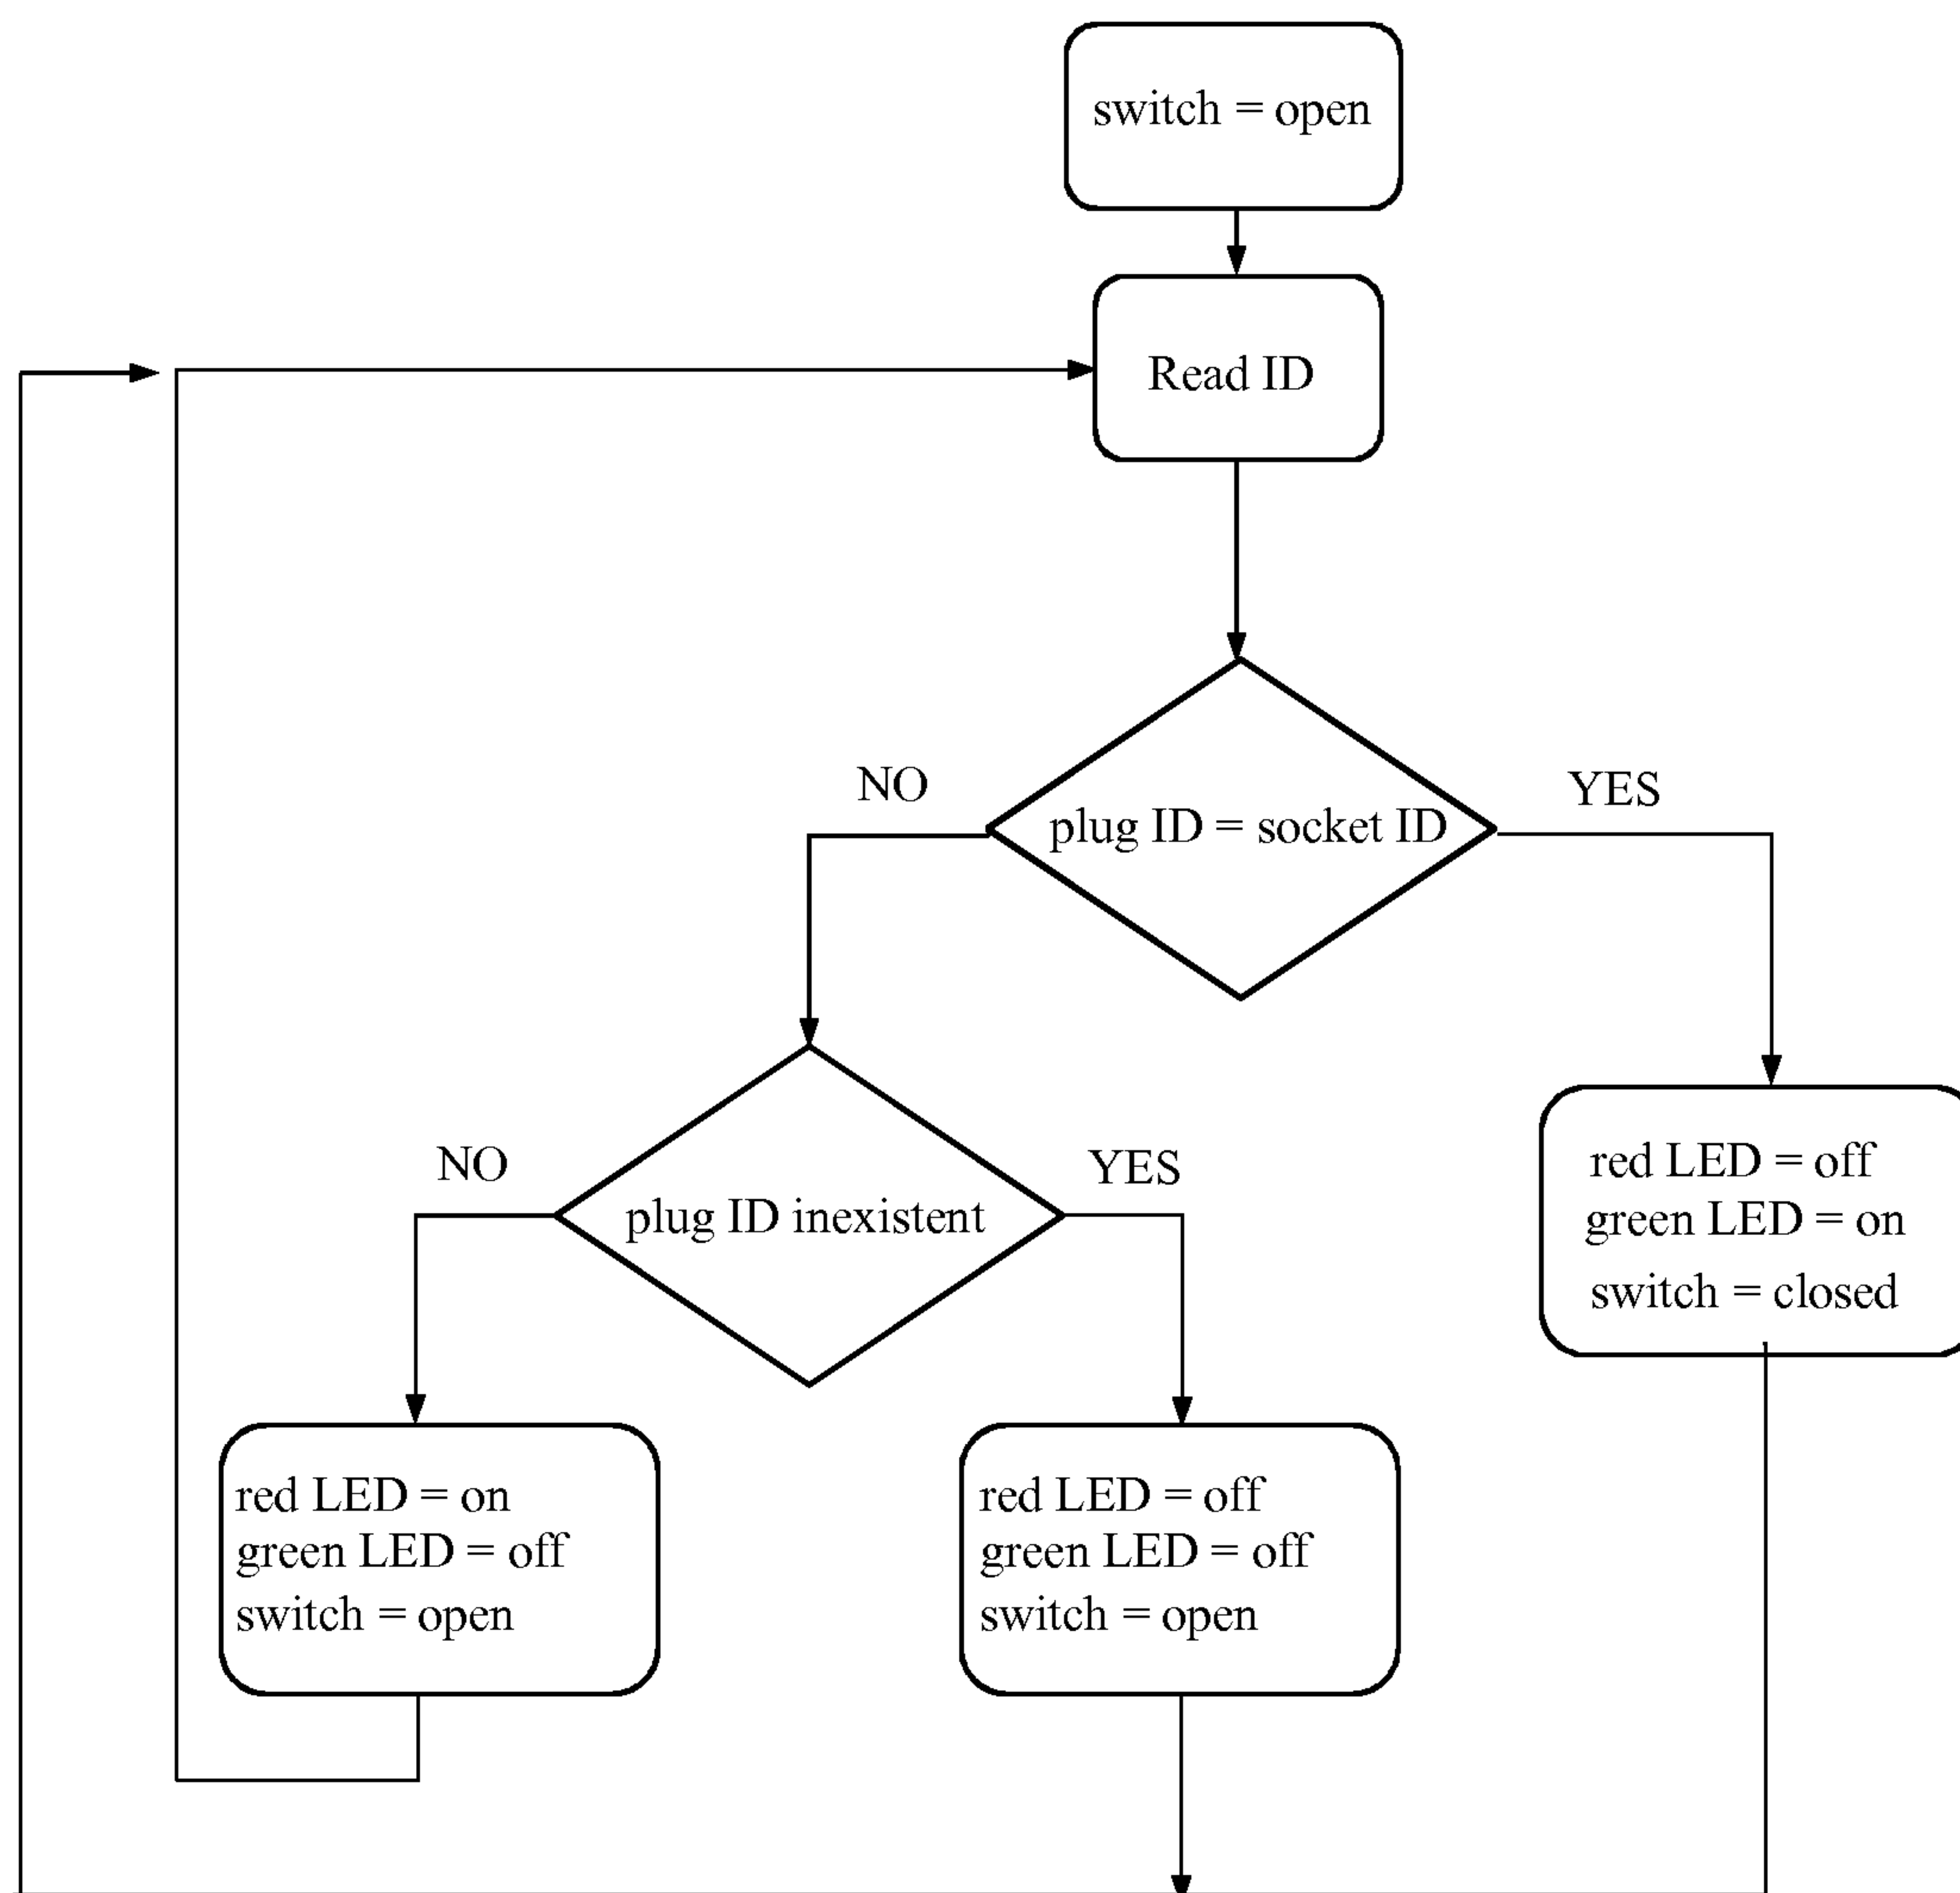 switch = open
Read ID
NO
YES
plug ID = socket ID
NO
YES
plug ID inexistent
red LED = off
green LED = on
switch = closed
red LED = on
green LED = off
switch = open
red LED = off
green LED = off
switch = open